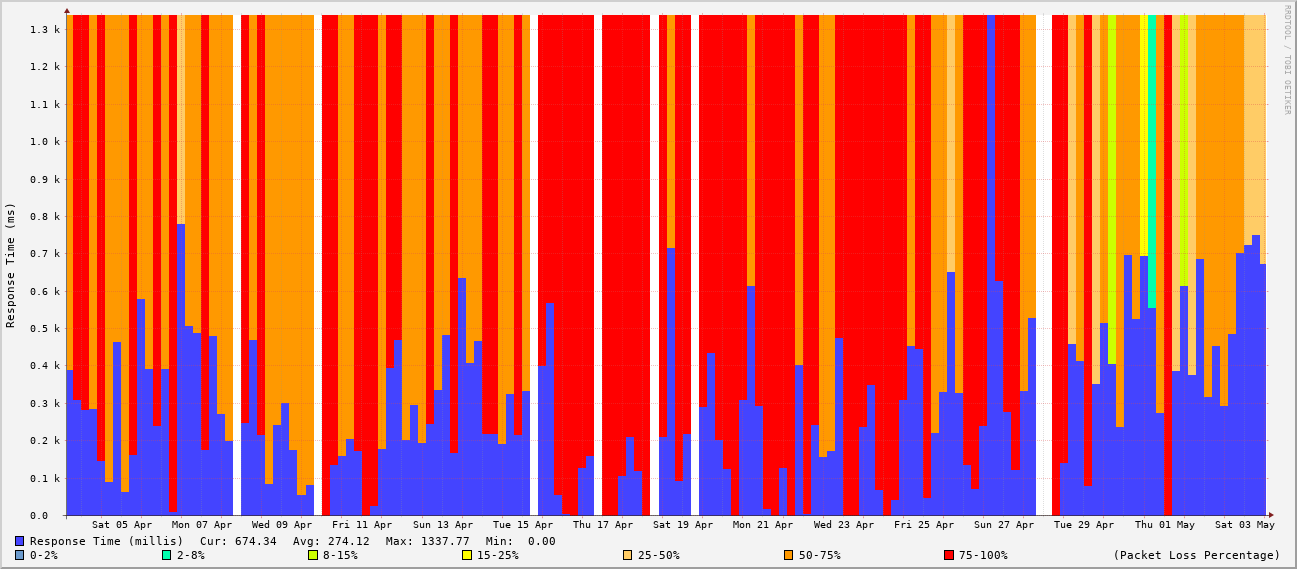 RRDTOOL / TOBI OETIKER
Response Time (ms)
1.3 k
1.2 k
1.1 k
1.0 k
0.9 k
0.8 k
0.7 k
0.6 k
0.5 k
0.4 k
0.3 k
0.2 k
0.1 k
0.0
Sat 05 Apr Mon 07 Apr Wed 09 Apr Fri 11 Apr Sun 13 Apr Tue 15 Apr Thu 17 Apr Sat 19 Apr Mon 21 Apr Wed 23 Apr Fri 25 Apr Sun 27 Apr Tue 29 Apr Thu 01 May Sat 03 May
Response Time (millis) Cur: 674.34 Avg: 274.12 Max: 1337.77 Min: 0.00
0-2% 2-8% 8-15% 15-25% 25-50% 50-75% 75-100% (Packet Loss Percentage)